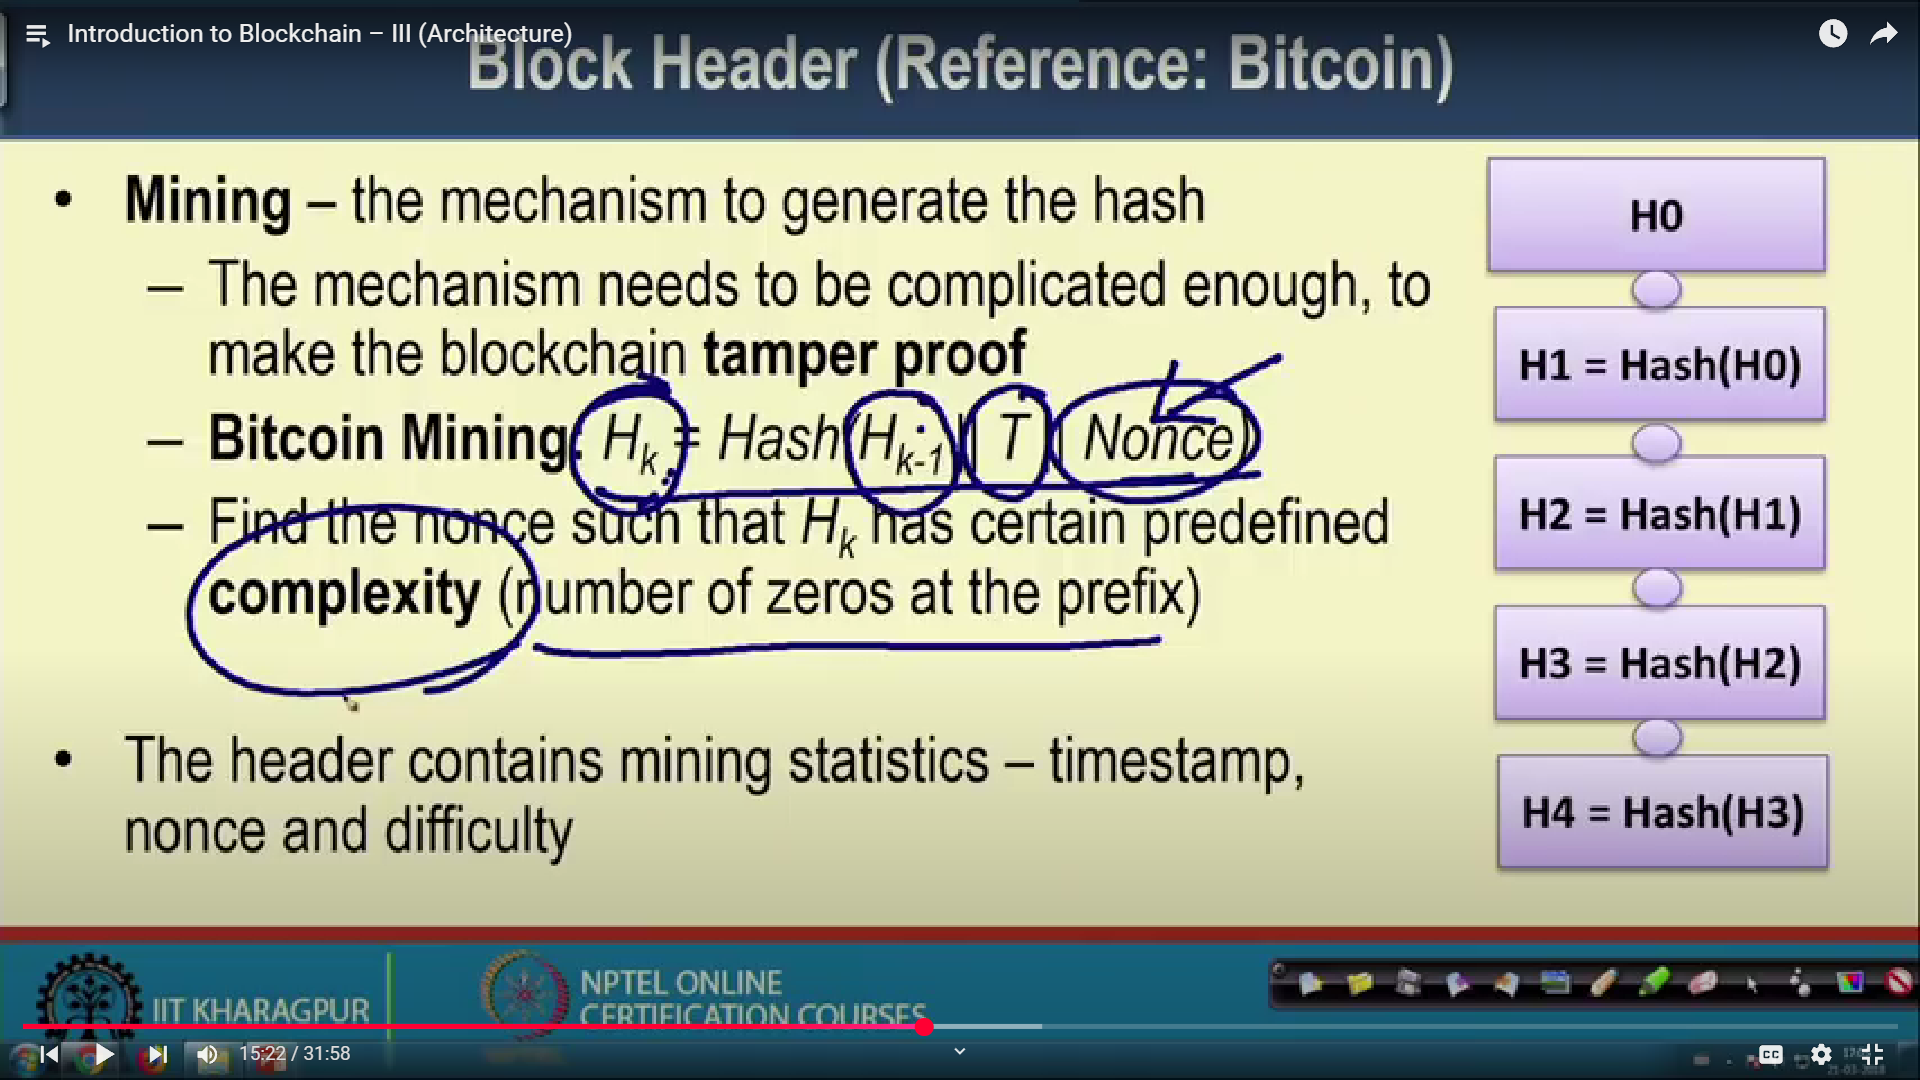 Introduction to Blockchain – III (Architecture)
Block Header (Reference: Bitcoin)
• Mining – the mechanism to generate the hash
– The mechanism needs to be complicated enough, to
make the blockchain tamper proof
– Bitcoin Mining: Hk = Hash(Hk-1 || T || Nonce)
– Find the nonce such that Hk has certain predefined
complexity (number of zeros at the prefix)
• The header contains mining statistics – timestamp,
nonce and difficulty
H0
H1 = Hash(H0)
H2 = Hash(H1)
H3 = Hash(H2)
H4 = Hash(H3)
IIT KHARAGPUR
NPTEL ONLINE
CERTIFICATION COURSES
15:22 / 31:58
CC